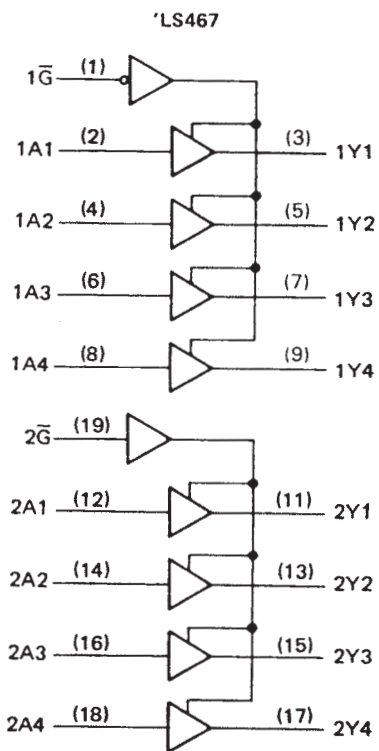 'LS467
1G̅ (1)
1A1 (2) (3) 1Y1
1A2 (4) (5) 1Y2
1A3 (6) (7) 1Y3
1A4 (8) (9) 1Y4
2G̅ (19)
2A1 (12) (11) 2Y1
2A2 (14) (13) 2Y2
2A3 (16) (15) 2Y3
2A4 (18) (17) 2Y4